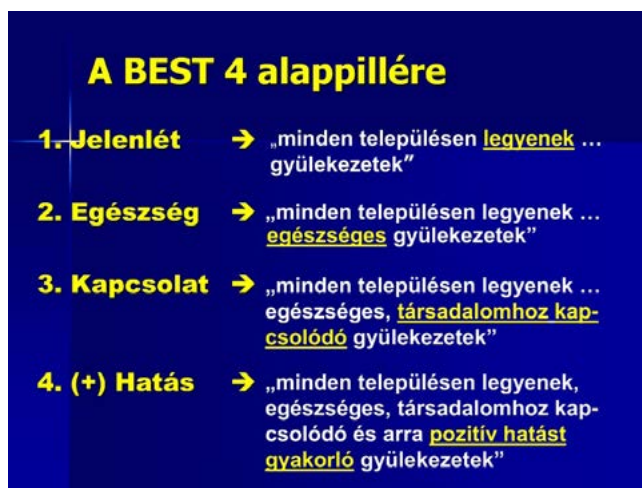 A BEST 4 alappillére
1. Jelenlét → „minden településen legyenek …
gyülekezetek”
2. Egészség → „minden településen legyenek …
egészséges gyülekezetek”
3. Kapcsolat → „minden településen legyenek …
egészséges, társadalomhoz kap-
csolódó gyülekezetek”
4. (+) Hatás → „minden településen legyenek,
egészséges, társadalomhoz kap-
csolódó és arra pozitív hatást
gyakorló gyülekezetek”